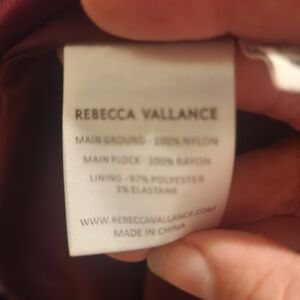 REBECCA VALLANCE
MAIN GROUND - 100% NYLON
MAIN FLOCK - 100% RAYON
LINING - 97% POLYESTER
3% ELASTANE
WWW.REBECCAVALLANCE.COM
MADE IN CHINA